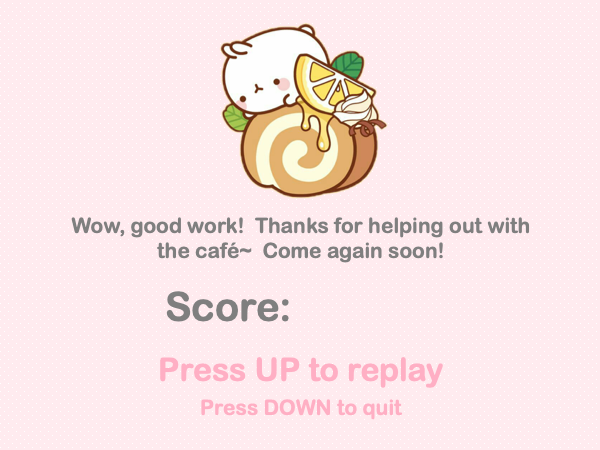 Wow, good work!  Thanks for helping out with
the café~  Come again soon!
Score:
Press UP to replay
Press DOWN to quit